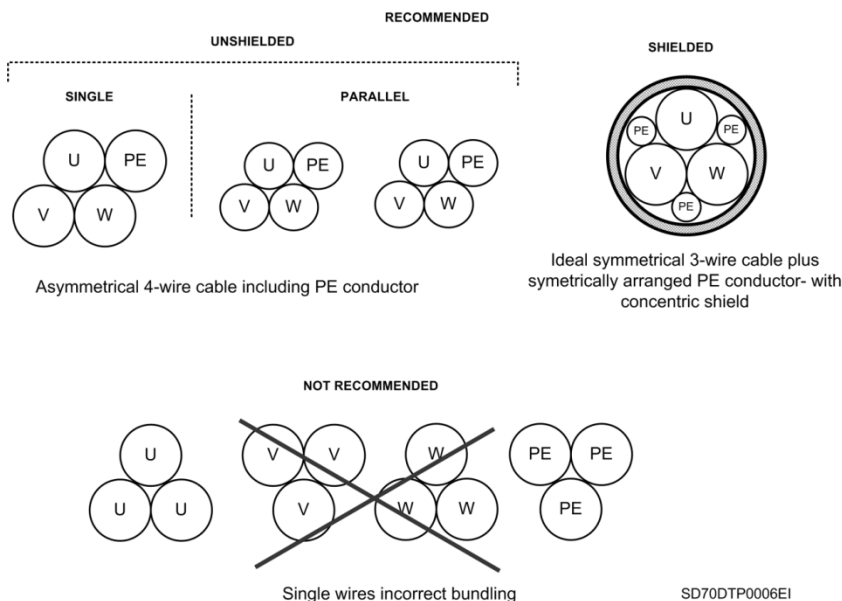 RECOMMENDED
UNSHIELDED
SHIELDED
SINGLE
PARALLEL
U PE
V W
U PE
V W
U PE
V W
U
PE PE
V W
PE
Asymmetrical 4-wire cable including PE conductor
Ideal symmetrical 3-wire cable plus
symetrically arranged PE conductor- with
concentric shield
NOT RECOMMENDED
U
U U
V V
V
W
W W
PE PE
PE
Single wires incorrect bundling
SD70DTP0006EI